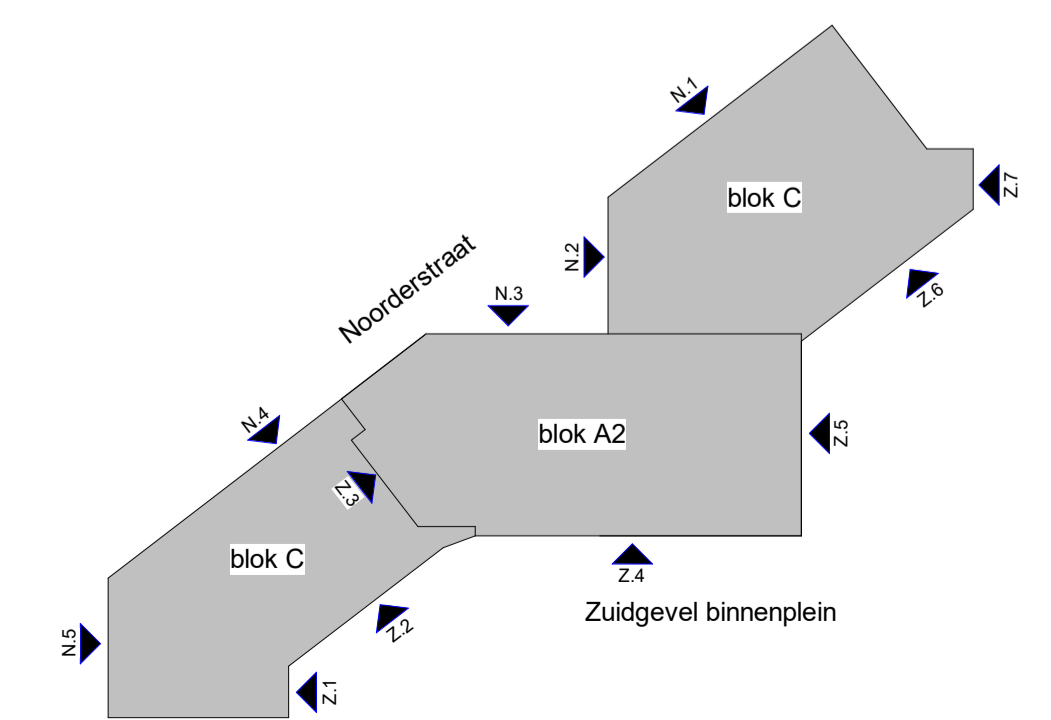 N.1
blok C
Z.7
N.2
Noorderstraat
N.3
Z.6
N.4
blok A2
Z.5
Z.3
blok C
Z.4
Zuidgevel binnenplein
N.5
Z.2
Z.1